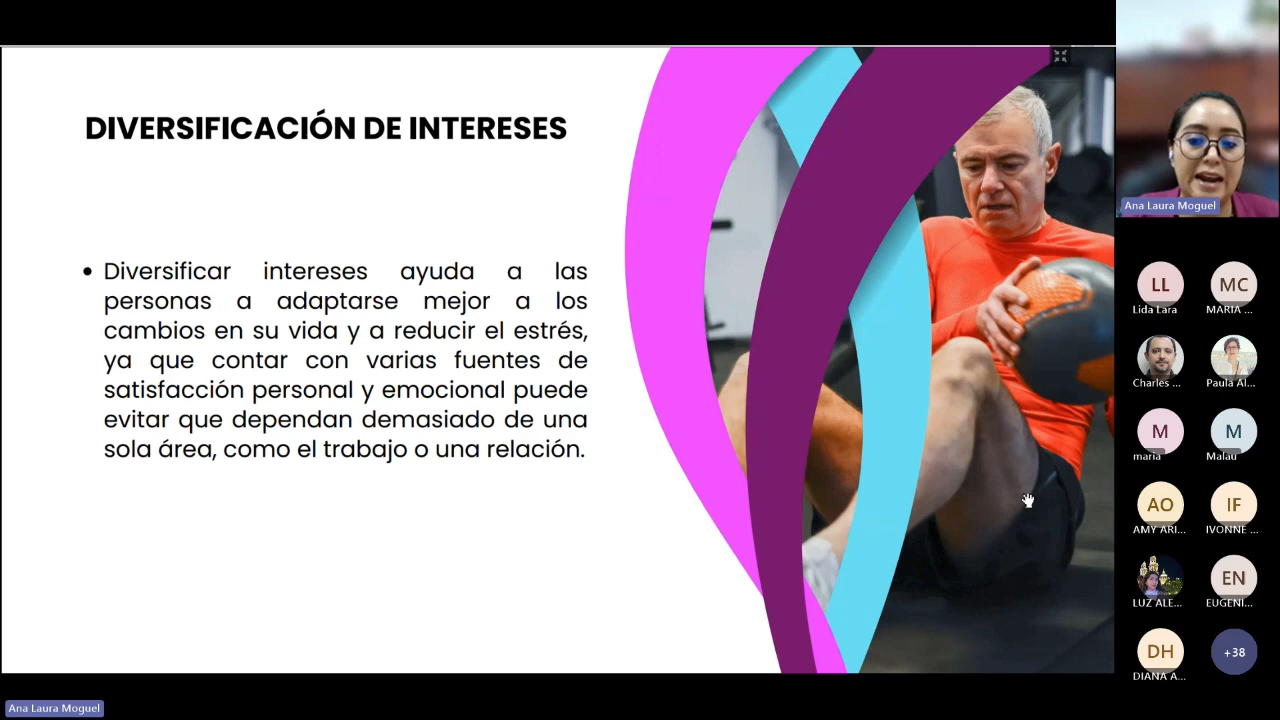 DIVERSIFICACIÓN DE INTERESES
• Diversificar intereses ayuda a las
personas a adaptarse mejor a los
cambios en su vida y a reducir el estrés,
ya que contar con varias fuentes de
satisfacción personal y emocional puede
evitar que dependan demasiado de una
sola área, como el trabajo o una relación.
Ana Laura Moguel
LL
Lida Lara
MC
MARIA ...
Charles ...
Paula Al...
M
maria
M
Malau
AO
AMY ARI...
IF
IVONNE ...
LUZ ALE...
EN
EUGENI...
DH
DIANA A...
+38
Ana Laura Moguel